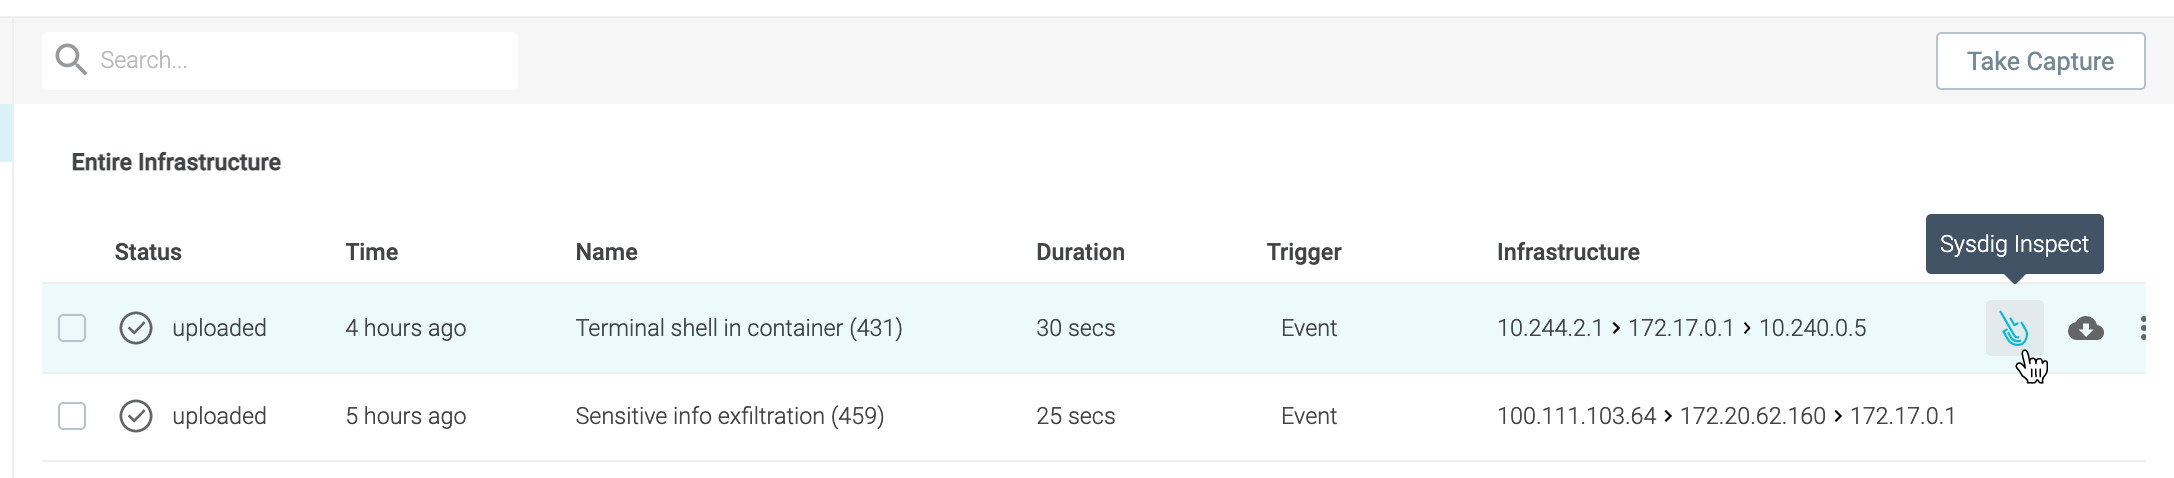 Search...
Take Capture
Entire Infrastructure
Sysdig Inspect
Status Time Name Duration Trigger Infrastructure
uploaded 4 hours ago Terminal shell in container (431) 30 secs Event 10.244.2.1 > 172.17.0.1 > 10.240.0.5
uploaded 5 hours ago Sensitive info exfiltration (459) 25 secs Event 100.111.103.64 > 172.20.62.160 > 172.17.0.1